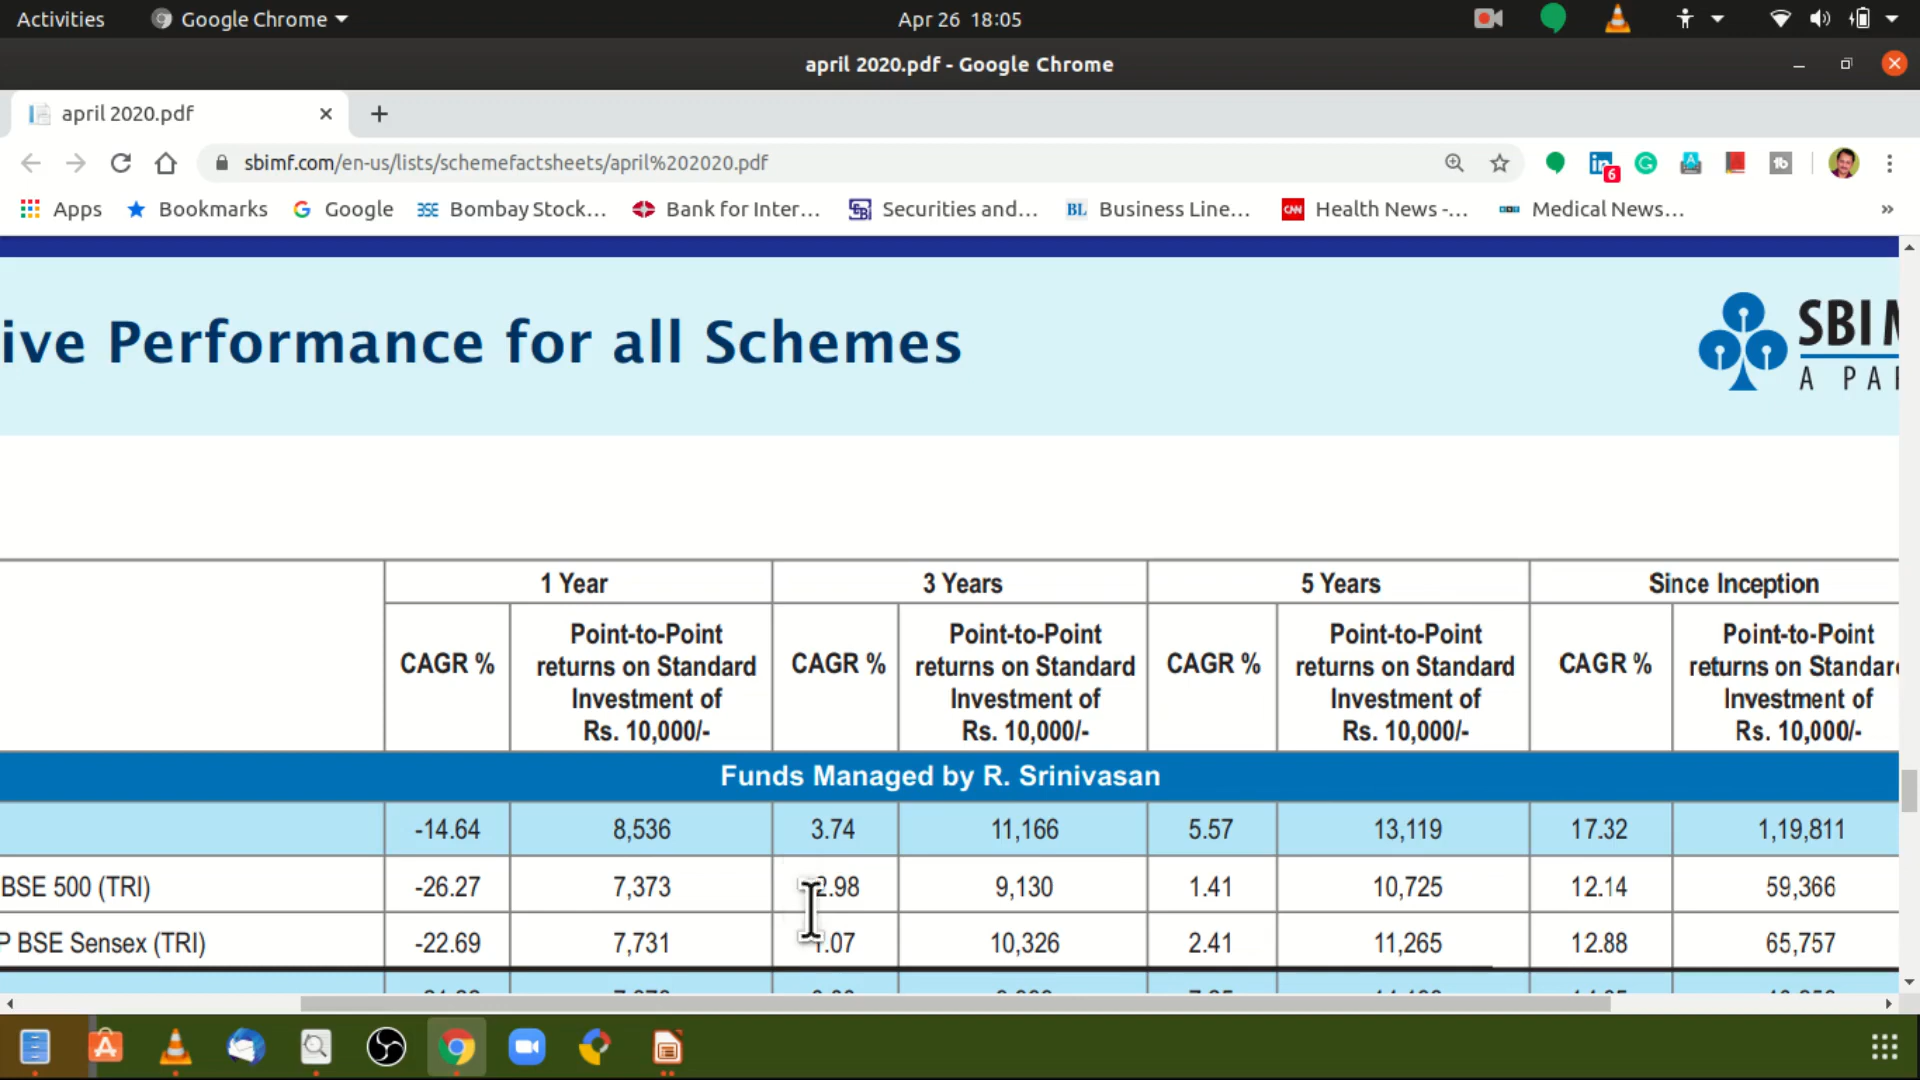 Activities Google Chrome Apr 26 18:05
april 2020.pdf - Google Chrome
april 2020.pdf
sbimf.com/en-us/lists/schemefactsheets/april%202020.pdf
6
Apps Bookmarks Google Bombay Stock... Bank for Inter... Securities and... BL Business Line... CNN Health News -... Medical News... »
ive Performance for all Schemes
SBI
A PA
1 Year 3 Years 5 Years Since Inception
CAGR % Point-to-Point returns on Standard Investment of Rs. 10,000/- CAGR % Point-to-Point returns on Standard Investment of Rs. 10,000/- CAGR % Point-to-Point returns on Standard Investment of Rs. 10,000/- CAGR % Point-to-Point returns on Standar Investment of Rs. 10,000/-
Funds Managed by R. Srinivasan
-14.64 8,536 3.74 11,166 5.57 13,119 17.32 1,19,811
BSE 500 (TRI) -26.27 7,373 2.98 9,130 1.41 10,725 12.14 59,366
P BSE Sensex (TRI) -22.69 7,731 1.07 10,326 2.41 11,265 12.88 65,757